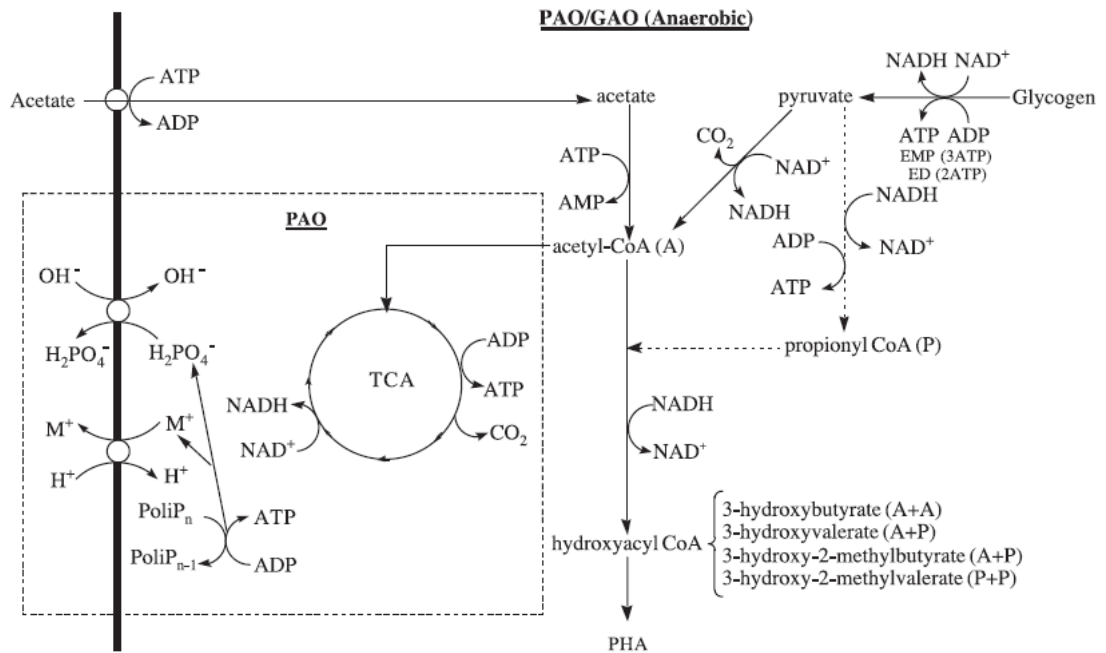 PAO/GAO (Anaerobic)
NADH NAD⁺
ATP
Acetate
acetate
pyruvate
Glycogen
ADP
ATP ADP
EMP (3ATP)
ED (2ATP)
CO₂
ATP
NAD⁺
AMP
NADH
NADH
ADP
NAD⁺
ATP
PAO
acetyl-CoA (A)
OH⁻
OH⁻
H₂PO₄⁻
H₂PO₄⁻
ADP
TCA
ATP
propionyl CoA (P)
NADH
NAD⁺
CO₂
NADH
NAD⁺
M⁺
M⁺
H⁺
H⁺
PoliPₙ
ATP
PoliPₙ₋₁
ADP
hydroxyacyl CoA
3-hydroxybutyrate (A+A)
3-hydroxyvalerate (A+P)
3-hydroxy-2-methylbutyrate (A+P)
3-hydroxy-2-methylvalerate (P+P)
PHA